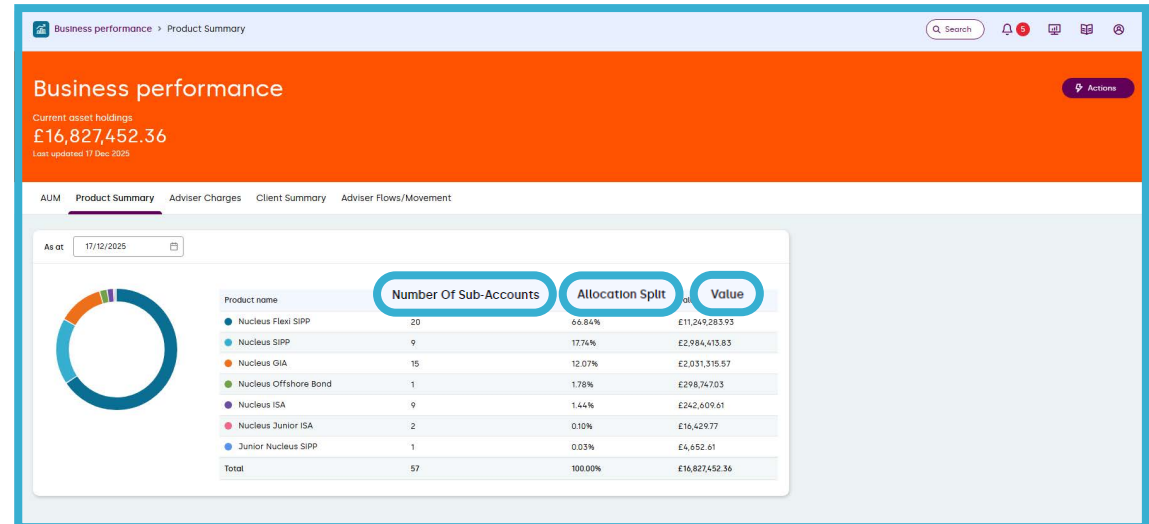 Business performance > Product Summary
Search
5
Business performance
Actions
Current asset holdings
£16,827,452.36
Last updated 17 Dec 2025
AUM Product Summary Adviser Charges Client Summary Adviser Flows/Movement
As at 17/12/2025
Product name Number Of Sub-Accounts Allocation Split Value
Nucleus Flexi SIPP 20 66.84% £11,249,283.93
Nucleus SIPP 9 17.74% £2,984,413.83
Nucleus GIA 15 12.07% £2,031,315.57
Nucleus Offshore Bond 1 1.78% £298,747.03
Nucleus ISA 9 1.44% £242,609.61
Nucleus Junior ISA 2 0.10% £16,429.77
Junior Nucleus SIPP 1 0.03% £4,652.61
Total 57 100.00% £16,827,452.36